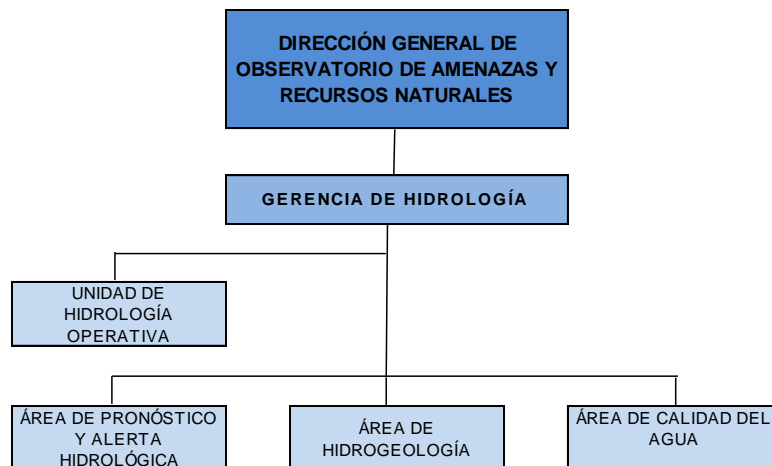 DIRECCIÓN GENERAL DE
OBSERVATORIO DE AMENAZAS Y
RECURSOS NATURALES
GERENCIA DE HIDROLOGÍA
UNIDAD DE
HIDROLOGÍA
OPERATIVA
ÁREA DE PRONÓSTICO
Y ALERTA
HIDROLÓGICA
ÁREA DE
HIDROGEOLOGÍA
ÁREA DE CALIDAD DEL
AGUA